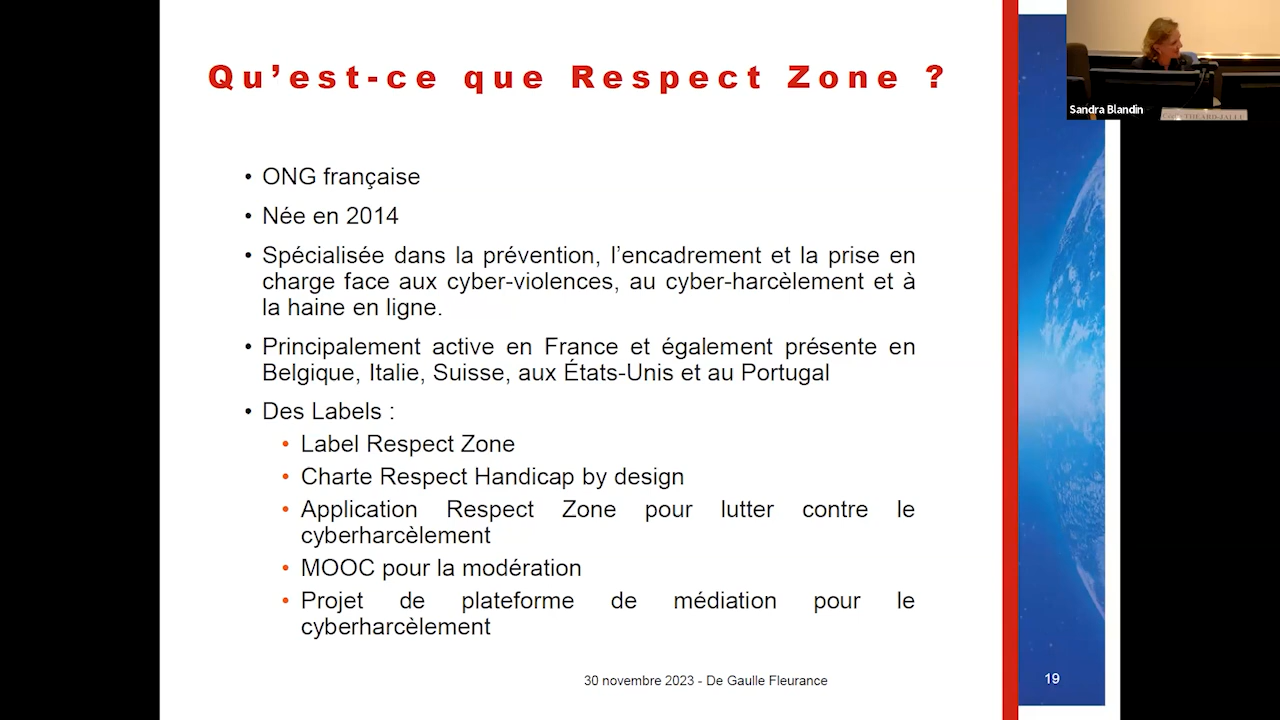 Qu’est-ce que Respect Zone ?
Sandra Blandin
• ONG française
• Née en 2014
• Spécialisée dans la prévention, l’encadrement et la prise en
charge face aux cyber-violences, au cyber-harcèlement et à
la haine en ligne.
• Principalement active en France et également présente en
Belgique, Italie, Suisse, aux États-Unis et au Portugal
• Des Labels :
• Label Respect Zone
• Charte Respect Handicap by design
• Application Respect Zone pour lutter contre le
cyberharcèlement
• MOOC pour la modération
• Projet de plateforme de médiation pour le
cyberharcèlement
30 novembre 2023 - De Gaulle Fleurance
19